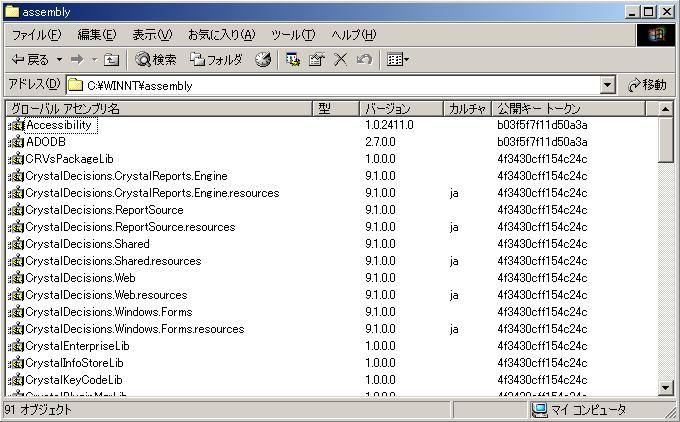 assembly
ファイル(F) 編集(E) 表示(V) お気に入り(A) ツール(T) ヘルプ(H)
戻る 検索 フォルダ
アドレス(D) C:¥WINNT¥assembly 移動
グローバル アセンブリ名 型 バージョン カルチャ 公開キー トークン
Accessibility 1.0.2411.0 b03f5f7f11d50a3a
ADODB 2.7.0.0 b03f5f7f11d50a3a
CRVsPackageLib 1.0.0.0 4f3430cff154c24c
CrystalDecisions.CrystalReports.Engine 9.1.0.0 4f3430cff154c24c
CrystalDecisions.CrystalReports.Engine.resources 9.1.0.0 ja 4f3430cff154c24c
CrystalDecisions.ReportSource 9.1.0.0 4f3430cff154c24c
CrystalDecisions.ReportSource.resources 9.1.0.0 ja 4f3430cff154c24c
CrystalDecisions.Shared 9.1.0.0 4f3430cff154c24c
CrystalDecisions.Shared.resources 9.1.0.0 ja 4f3430cff154c24c
CrystalDecisions.Web 9.1.0.0 4f3430cff154c24c
CrystalDecisions.Web.resources 9.1.0.0 ja 4f3430cff154c24c
CrystalDecisions.Windows.Forms 9.1.0.0 4f3430cff154c24c
CrystalDecisions.Windows.Forms.resources 9.1.0.0 ja 4f3430cff154c24c
CrystalEnterpriseLib 1.0.0.0 4f3430cff154c24c
CrystalInfoStoreLib 1.0.0.0 4f3430cff154c24c
CrystalKeyCodeLib 1.0.0.0 4f3430cff154c24c
91 オブジェクト マイ コンピュータ